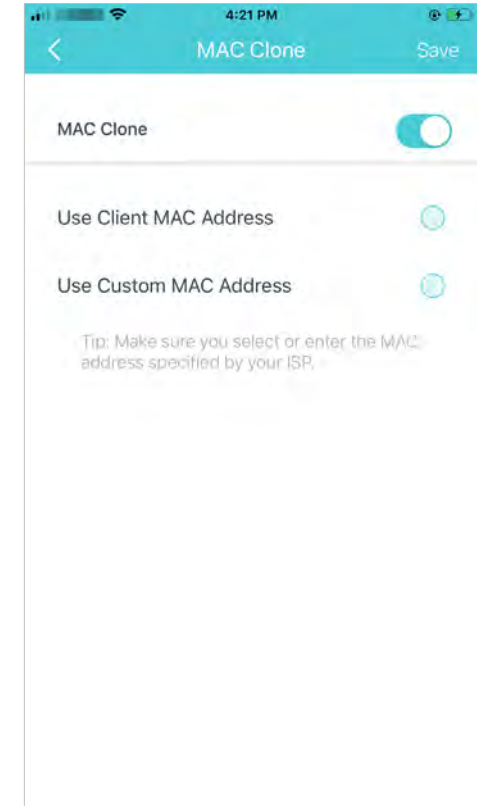 4:21 PM
MAC Clone
Save
MAC Clone
Use Client MAC Address
Use Custom MAC Address
Tip: Make sure you select or enter the MAC
address specified by your ISP.